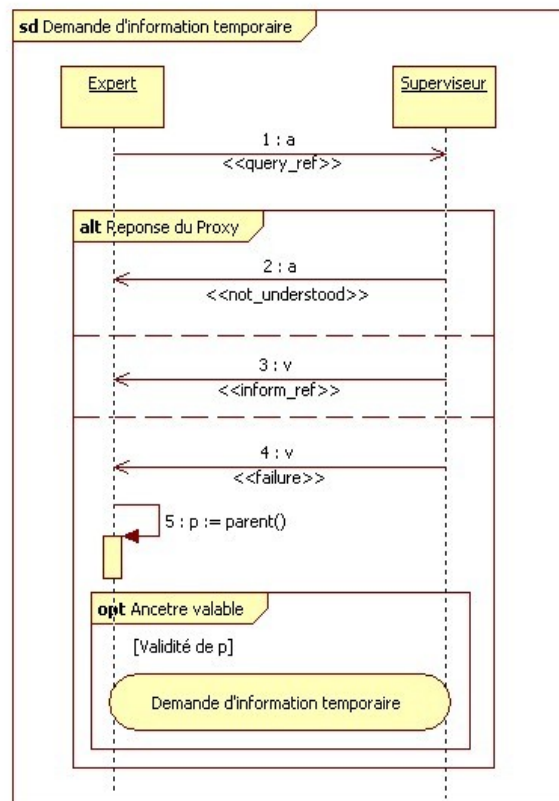 sd Demande d'information temporaire
Expert
Superviseur
1 : a
<<query_ref>>
alt Reponse du Proxy
2 : a
<<not_understood>>
3 : v
<<inform_ref>>
4 : v
<<failure>>
5 : p := parent()
opt Ancetre valable
[Validité de p]
Demande d'information temporaire